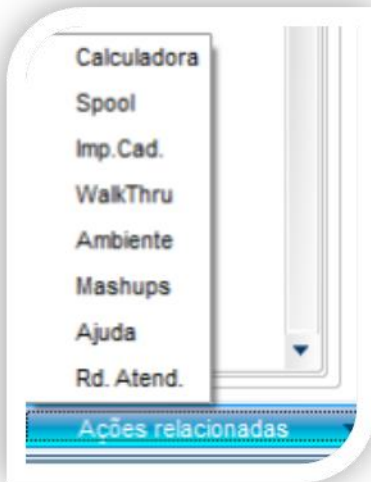 Calculadora
Spool
Imp.Cad.
WalkThru
Ambiente
Mashups
Ajuda
Rd. Atend.
Ações relacionadas